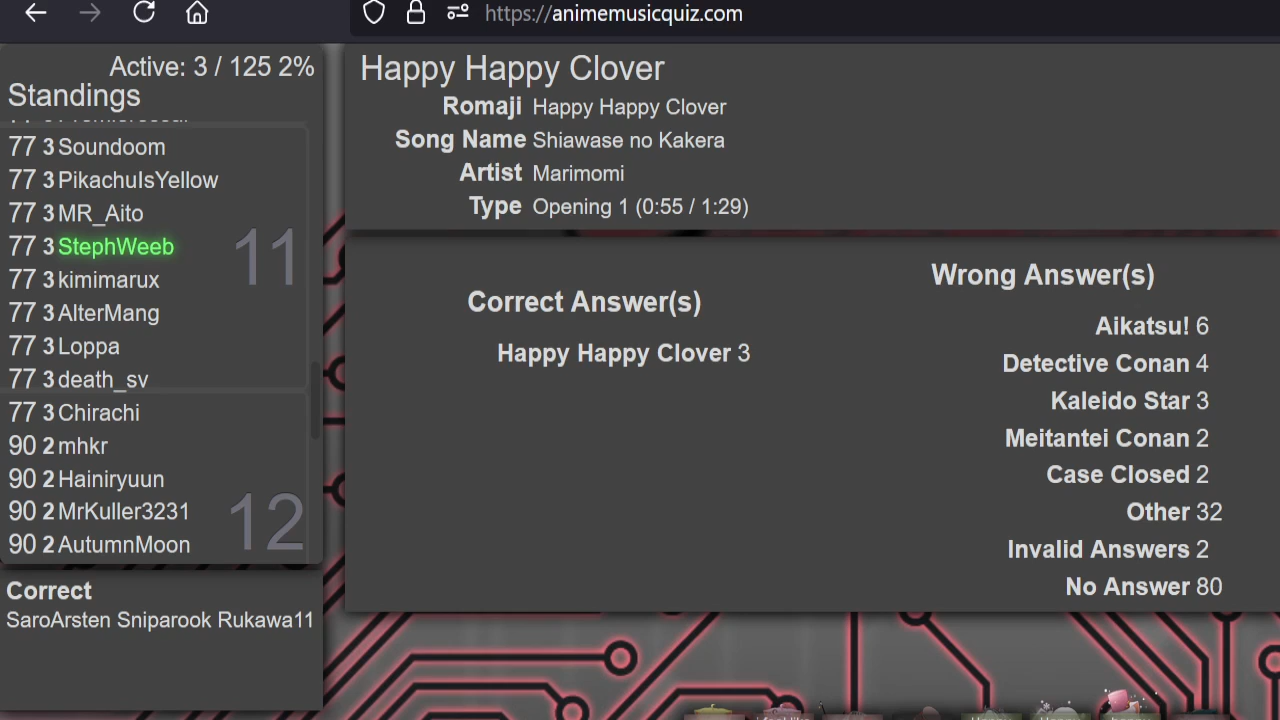 https://animemusicquiz.com
Active: 3 / 125 2%
Standings
77 3 Soundoom
77 3 PikachuIsYellow
77 3 MR_Aito
77 3 StephWeeb
11
77 3 kimimarux
77 3 AlterMang
77 3 Loppa
77 3 death_sv
77 3 Chirachi
90 2 mhkr
90 2 Hainiryuun
90 2 MrKuller3231
12
90 2 AutumnMoon
Correct
SaroArsten Sniparook Rukawa11
Happy Happy Clover
Romaji Happy Happy Clover
Song Name Shiawase no Kakera
Artist Marimomi
Type Opening 1 (0:55 / 1:29)
Correct Answer(s)
Happy Happy Clover 3
Wrong Answer(s)
Aikatsu! 6
Detective Conan 4
Kaleido Star 3
Meitantei Conan 2
Case Closed 2
Other 32
Invalid Answers 2
No Answer 80